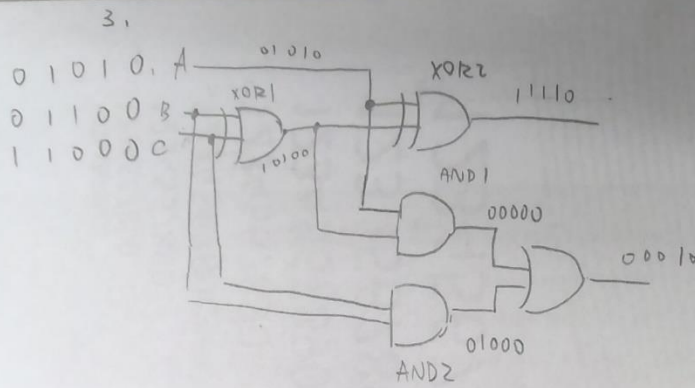 3.
01010
XOR2
0 1 0 1 0. A
XOR1
11110
0 1 1 0 0 B
1 1 0 0 0 C
10100
AND1
00000
00010
01000
AND2